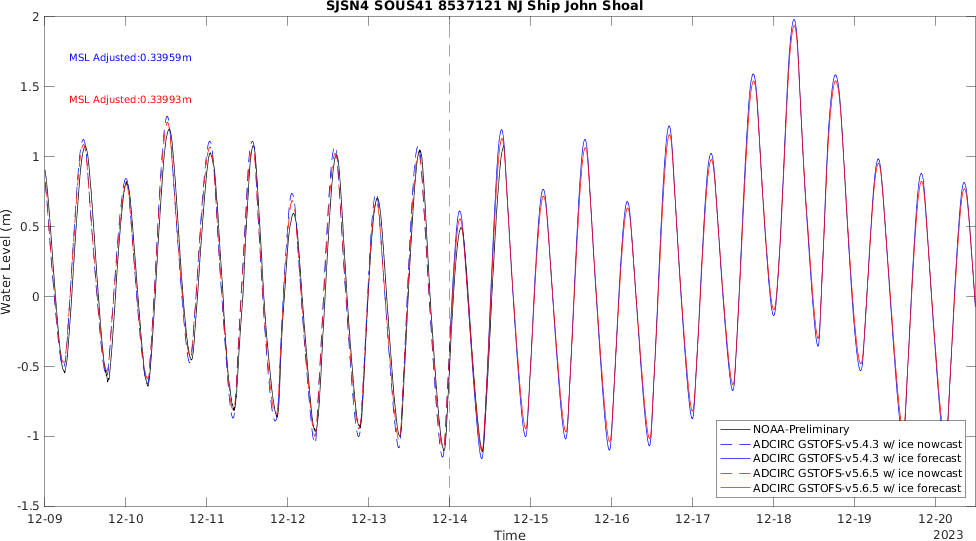 SJSN4 SOUS41 8537121 NJ Ship John Shoal
MSL Adjusted:0.33959m
MSL Adjusted:0.33993m
Water Level (m)
2
1.5
1
0.5
0
-0.5
-1
-1.5
12-09 12-10 12-11 12-12 12-13 12-14 12-15 12-16 12-17 12-18 12-19 12-20
Time
2023
NOAA-Preliminary
ADCIRC GSTOFS-v5.4.3 w/ ice nowcast
ADCIRC GSTOFS-v5.4.3 w/ ice forecast
ADCIRC GSTOFS-v5.6.5 w/ ice nowcast
ADCIRC GSTOFS-v5.6.5 w/ ice forecast